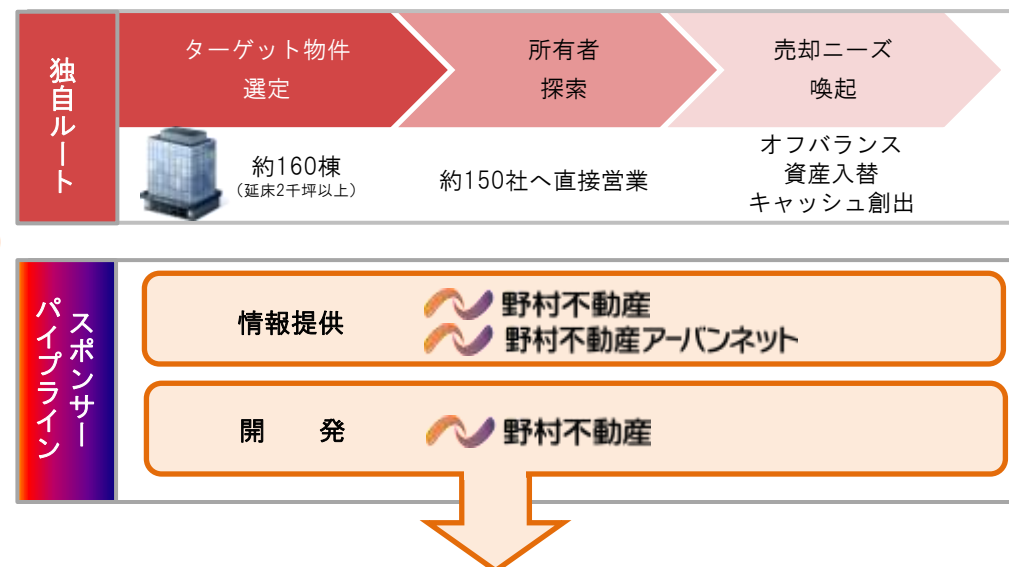 独自ルート
ターゲット物件
選定
所有者
探索
売却ニーズ
喚起
約160棟
（延床2千坪以上）
約150社へ直接営業
オフバランス
資産入替
キャッシュ創出
スポンサー
パイプライン
情報提供
野村不動産
野村不動産アーバンネット
開　　発
野村不動産